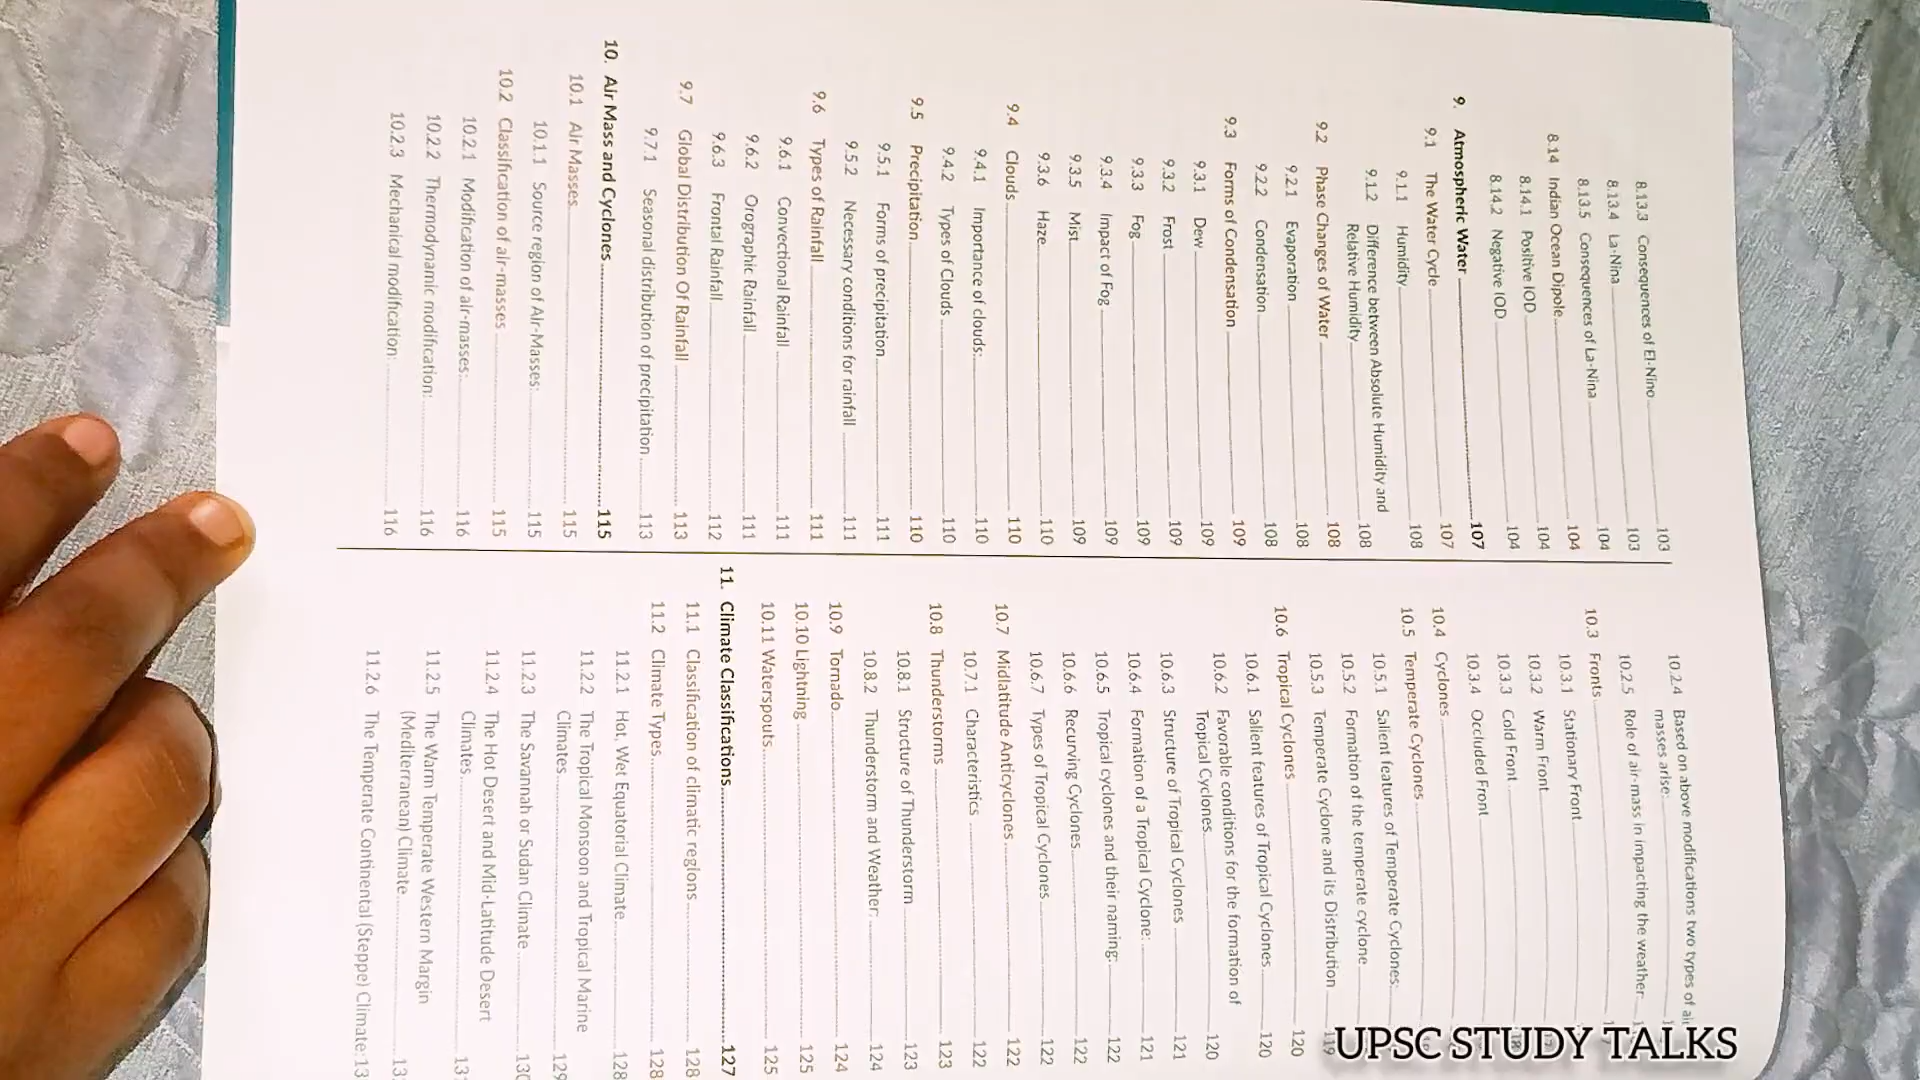 8.13.3 Consequences of El-Nino 103
8.13.4 La-Nina 103
8.13.5 Consequences of La-Nina 104
8.14 Indian Ocean Dipole 104
8.14.1 Positive IOD 104
8.14.2 Negative IOD 104
9. Atmospheric Water 107
9.1 The Water Cycle 107
9.1.1 Humidity 108
9.1.2 Difference between Absolute Humidity and
Relative Humidity 108
9.2 Phase Changes of Water 108
9.2.1 Evaporation 108
9.2.2 Condensation 108
9.3 Forms of Condensation 109
9.3.1 Dew 109
9.3.2 Frost 109
9.3.3 Fog 109
9.3.4 Impact of Fog 109
9.3.5 Mist 109
9.3.6 Haze 110
9.4 Clouds 110
9.4.1 Importance of clouds: 110
9.4.2 Types of Clouds 110
9.5 Precipitation 110
9.5.1 Forms of precipitation 111
9.5.2 Necessary conditions for rainfall 111
9.6 Types of Rainfall 111
9.6.1 Convectional Rainfall 111
9.6.2 Orographic Rainfall 111
9.6.3 Frontal Rainfall 112
9.7 Global Distribution Of Rainfall 113
9.7.1 Seasonal distribution of precipitation 113
10. Air Mass and Cyclones 115
10.1 Air Masses 115
10.1.1 Source region of Air-Masses: 115
10.2 Classification of air-masses 115
10.2.1 Modification of air-masses: 116
10.2.2 Thermodynamic modification: 116
10.2.3 Mechanical modification: 116
10.2.4 Based on above modifications two types of air
masses arise:
10.2.5 Role of air-mass in impacting the weather
10.3 Fronts
10.3.1 Stationary Front
10.3.2 Warm Front
10.3.3 Cold Front
10.3.4 Occluded Front
10.4 Cyclones
10.5 Temperate Cyclones
10.5.1 Salient features of Temperate Cyclones:
10.5.2 Formation of the temperate cyclone
10.5.3 Temperate Cyclone and its Distribution 119
10.6 Tropical Cyclones 120
10.6.1 Salient features of Tropical Cyclones 120
10.6.2 Favorable conditions for the formation of
Tropical Cyclones 120
10.6.3 Structure of Tropical Cyclones 121
10.6.4 Formation of a Tropical Cyclone: 121
10.6.5 Tropical cyclones and their naming: 122
10.6.6 Recurving Cyclones 122
10.6.7 Types of Tropical Cyclones 122
10.7 Midlatitude Anticyclones 122
10.7.1 Characteristics 122
10.8 Thunderstorms 123
10.8.1 Structure of Thunderstorm 123
10.8.2 Thunderstorm and Weather: 124
10.9 Tornado 124
10.10 Lightning 125
10.11 Waterspouts 125
11. Climate Classifications 127
11.1 Classification of climatic regions 128
11.2 Climate Types 128
11.2.1 Hot, Wet Equatorial Climate 128
11.2.2 The Tropical Monsoon and Tropical Marine
Climates 129
11.2.3 The Savannah or Sudan Climate 130
11.2.4 The Hot Desert and Mid-Latitude Desert
Climates
11.2.5 The Warm Temperate Western Margin
(Mediterranean) Climate
11.2.6 The Temperate Continental (Steppe) Climate:
UPSC STUDY TALKS